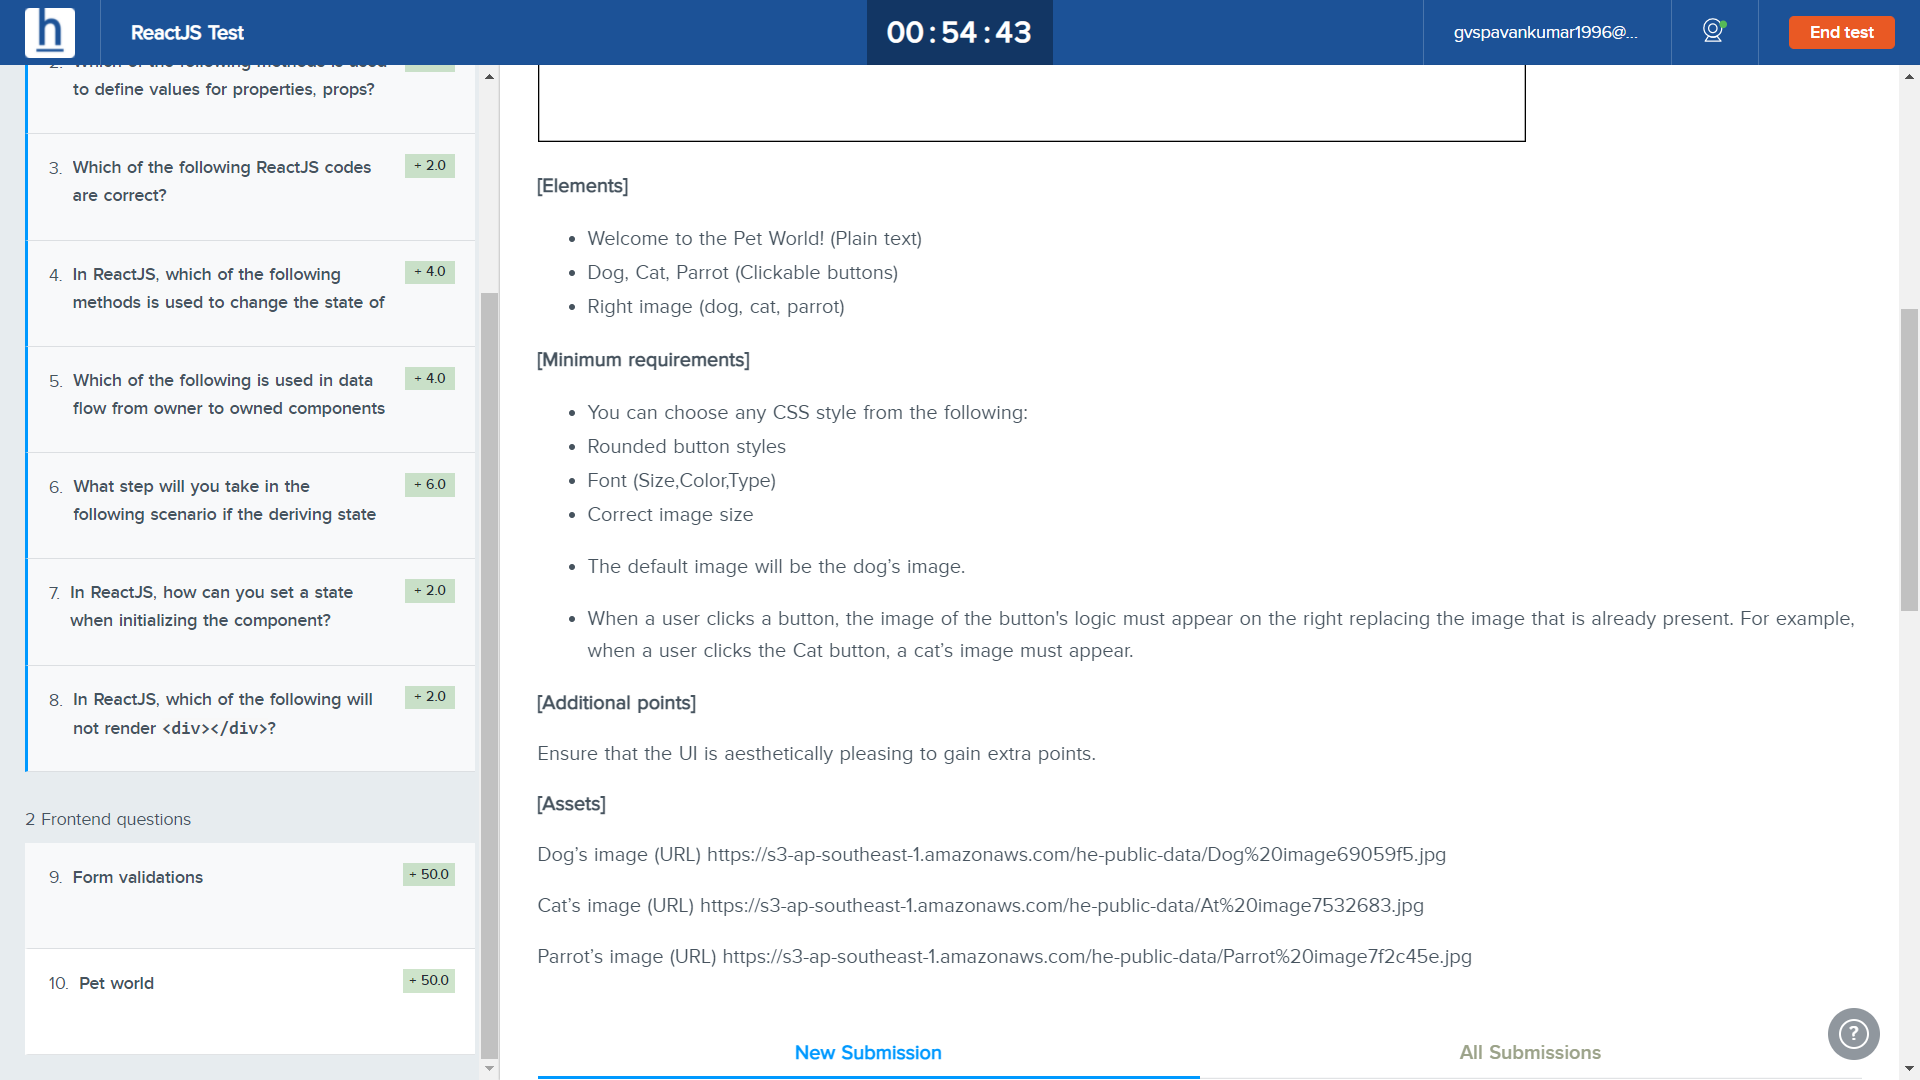 h
ReactJS Test
00:54:43
gvspavankumar1996@...
End test
2. Which of the following methods is used
to define values for properties, props?
3. Which of the following ReactJS codes
are correct?
+ 2.0
4. In ReactJS, which of the following
methods is used to change the state of
+ 4.0
5. Which of the following is used in data
flow from owner to owned components
+ 4.0
6. What step will you take in the
following scenario if the deriving state
+ 6.0
7. In ReactJS, how can you set a state
when initializing the component?
+ 2.0
8. In ReactJS, which of the following will
not render <div></div>?
+ 2.0
2 Frontend questions
9. Form validations
+ 50.0
10. Pet world
+ 50.0
[Elements]
• Welcome to the Pet World! (Plain text)
• Dog, Cat, Parrot (Clickable buttons)
• Right image (dog, cat, parrot)
[Minimum requirements]
• You can choose any CSS style from the following:
• Rounded button styles
• Font (Size,Color,Type)
• Correct image size
• The default image will be the dog’s image.
• When a user clicks a button, the image of the button's logic must appear on the right replacing the image that is already present. For example,
when a user clicks the Cat button, a cat’s image must appear.
[Additional points]
Ensure that the UI is aesthetically pleasing to gain extra points.
[Assets]
Dog’s image (URL) https://s3-ap-southeast-1.amazonaws.com/he-public-data/Dog%20image69059f5.jpg
Cat’s image (URL) https://s3-ap-southeast-1.amazonaws.com/he-public-data/At%20image7532683.jpg
Parrot’s image (URL) https://s3-ap-southeast-1.amazonaws.com/he-public-data/Parrot%20image7f2c45e.jpg
New Submission
All Submissions
?